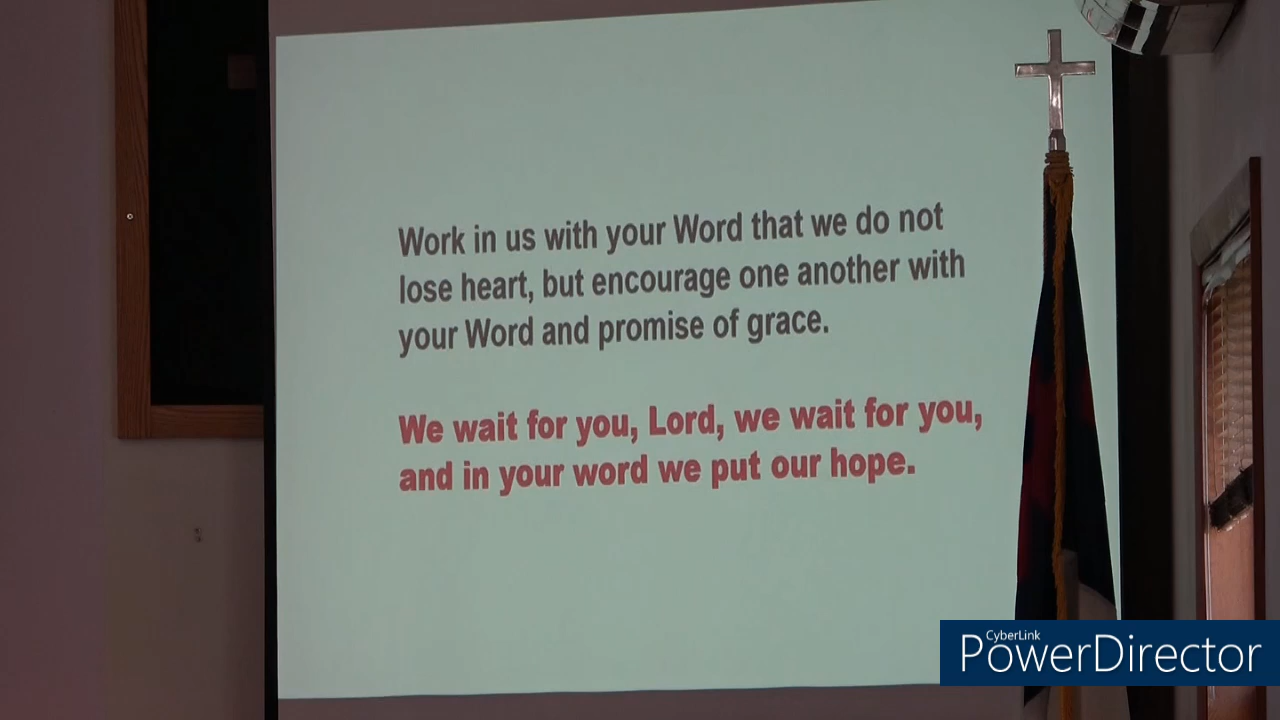 Work in us with your Word that we do not
lose heart, but encourage one another with
your Word and promise of grace.
We wait for you, Lord, we wait for you,
and in your word we put our hope.
CyberLink
PowerDirector